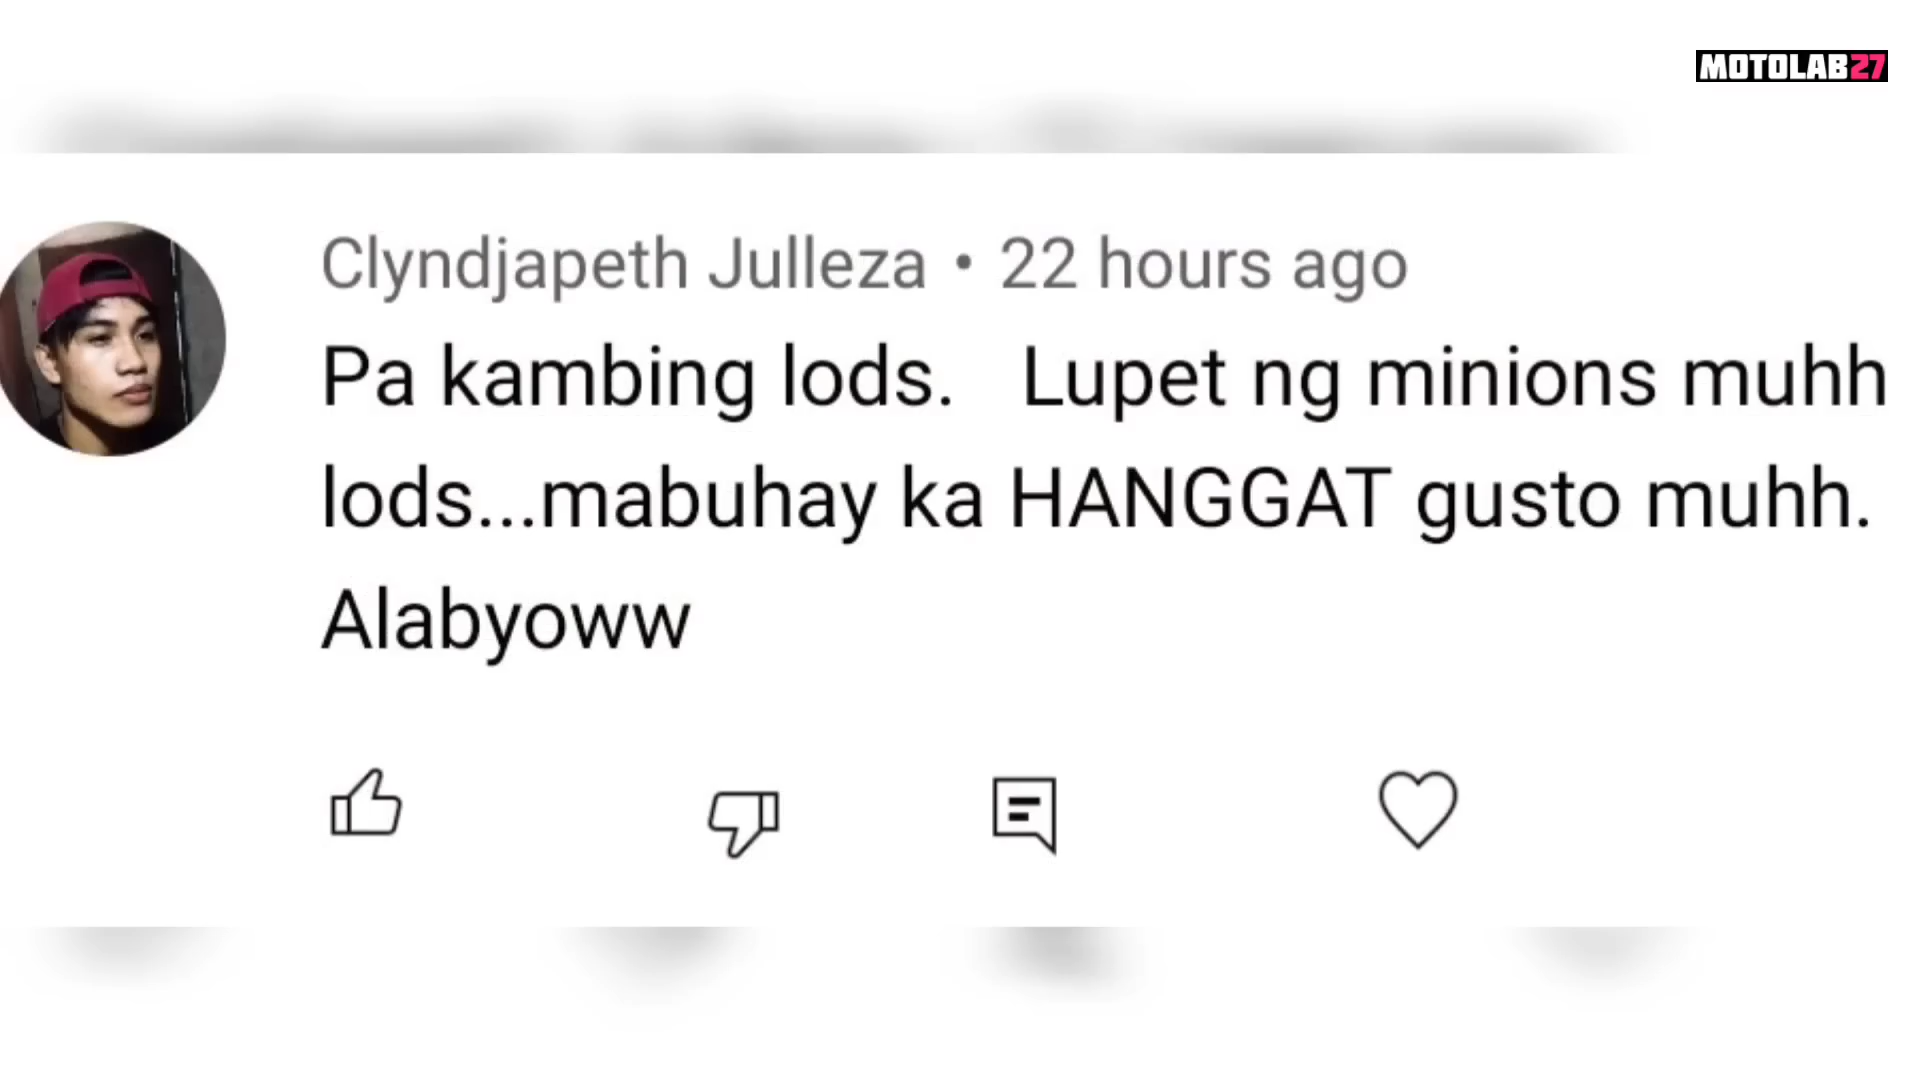 MOTOLAB27
Clyndjapeth Julleza • 22 hours ago
Pa kambing lods. Lupet ng minions muhh
lods...mabuhay ka HANGGAT gusto muhh.
Alabyoww